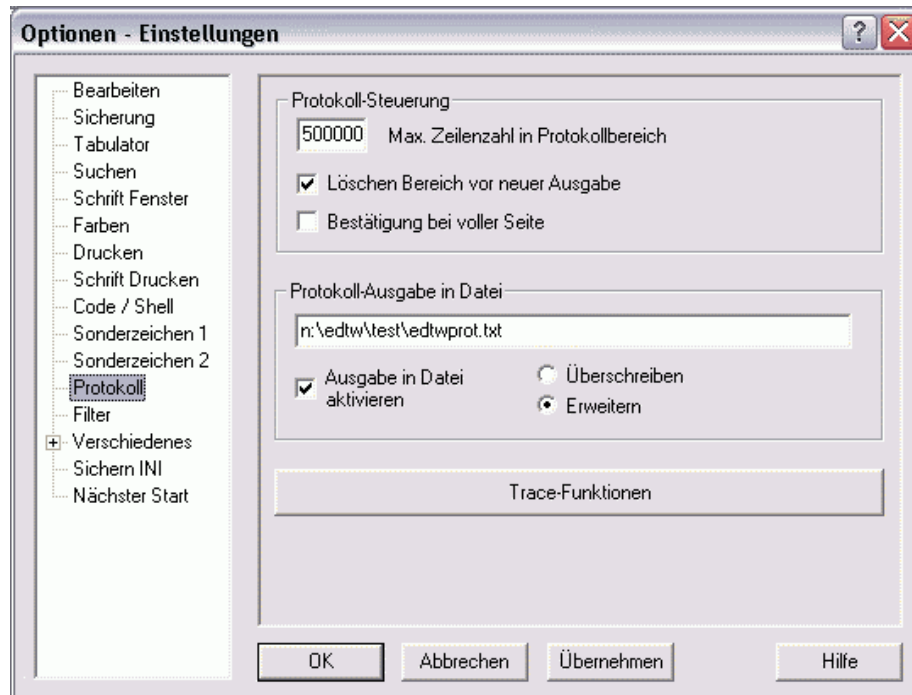 Optionen - Einstellungen
Bearbeiten
Sicherung
Tabulator
Suchen
Schrift Fenster
Farben
Drucken
Schrift Drucken
Code / Shell
Sonderzeichen 1
Sonderzeichen 2
Protokoll
Filter
Verschiedenes
Sichern INI
Nächster Start
Protokoll-Steuerung
500000 Max. Zeilenzahl in Protokollbereich
Löschen Bereich vor neuer Ausgabe
Bestätigung bei voller Seite
Protokoll-Ausgabe in Datei
n:\edtw\test\edtwprot.txt
Ausgabe in Datei
aktivieren
Überschreiben
Erweitern
Trace-Funktionen
OK Abbrechen Übernehmen Hilfe